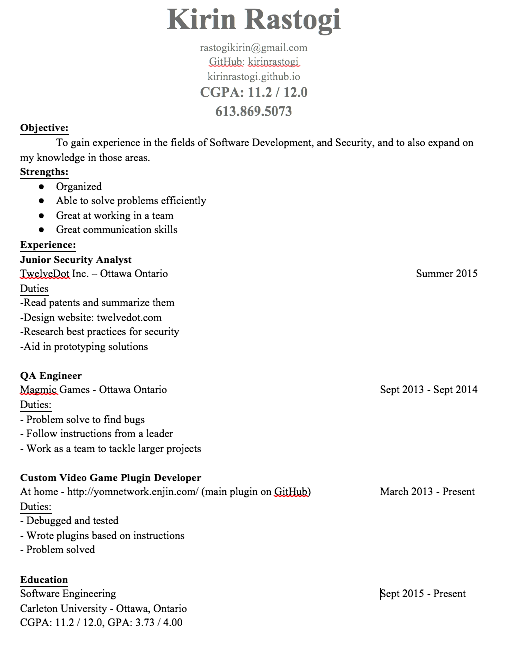 Kirin Rastogi
rastogikirin@gmail.com
GitHub: kirinrastogi
kirinrastogi.github.io
CGPA: 11.2 / 12.0
613.869.5073
Objective:
To gain experience in the fields of Software Development, and Security, and to also expand on
my knowledge in those areas.
Strengths:
● Organized
● Able to solve problems efficiently
● Great at working in a team
● Great communication skills
Experience:
Junior Security Analyst
TwelveDot Inc. – Ottawa Ontario Summer 2015
Duties
-Read patents and summarize them
-Design website: twelvedot.com
-Research best practices for security
-Aid in prototyping solutions
QA Engineer
Magmic Games - Ottawa Ontario Sept 2013 - Sept 2014
Duties:
- Problem solve to find bugs
- Follow instructions from a leader
- Work as a team to tackle larger projects
Custom Video Game Plugin Developer
At home - http://yomnetwork.enjin.com/ (main plugin on GitHub) March 2013 - Present
Duties:
- Debugged and tested
- Wrote plugins based on instructions
- Problem solved
Education
Software Engineering Sept 2015 - Present
Carleton University - Ottawa, Ontario
CGPA: 11.2 / 12.0, GPA: 3.73 / 4.00